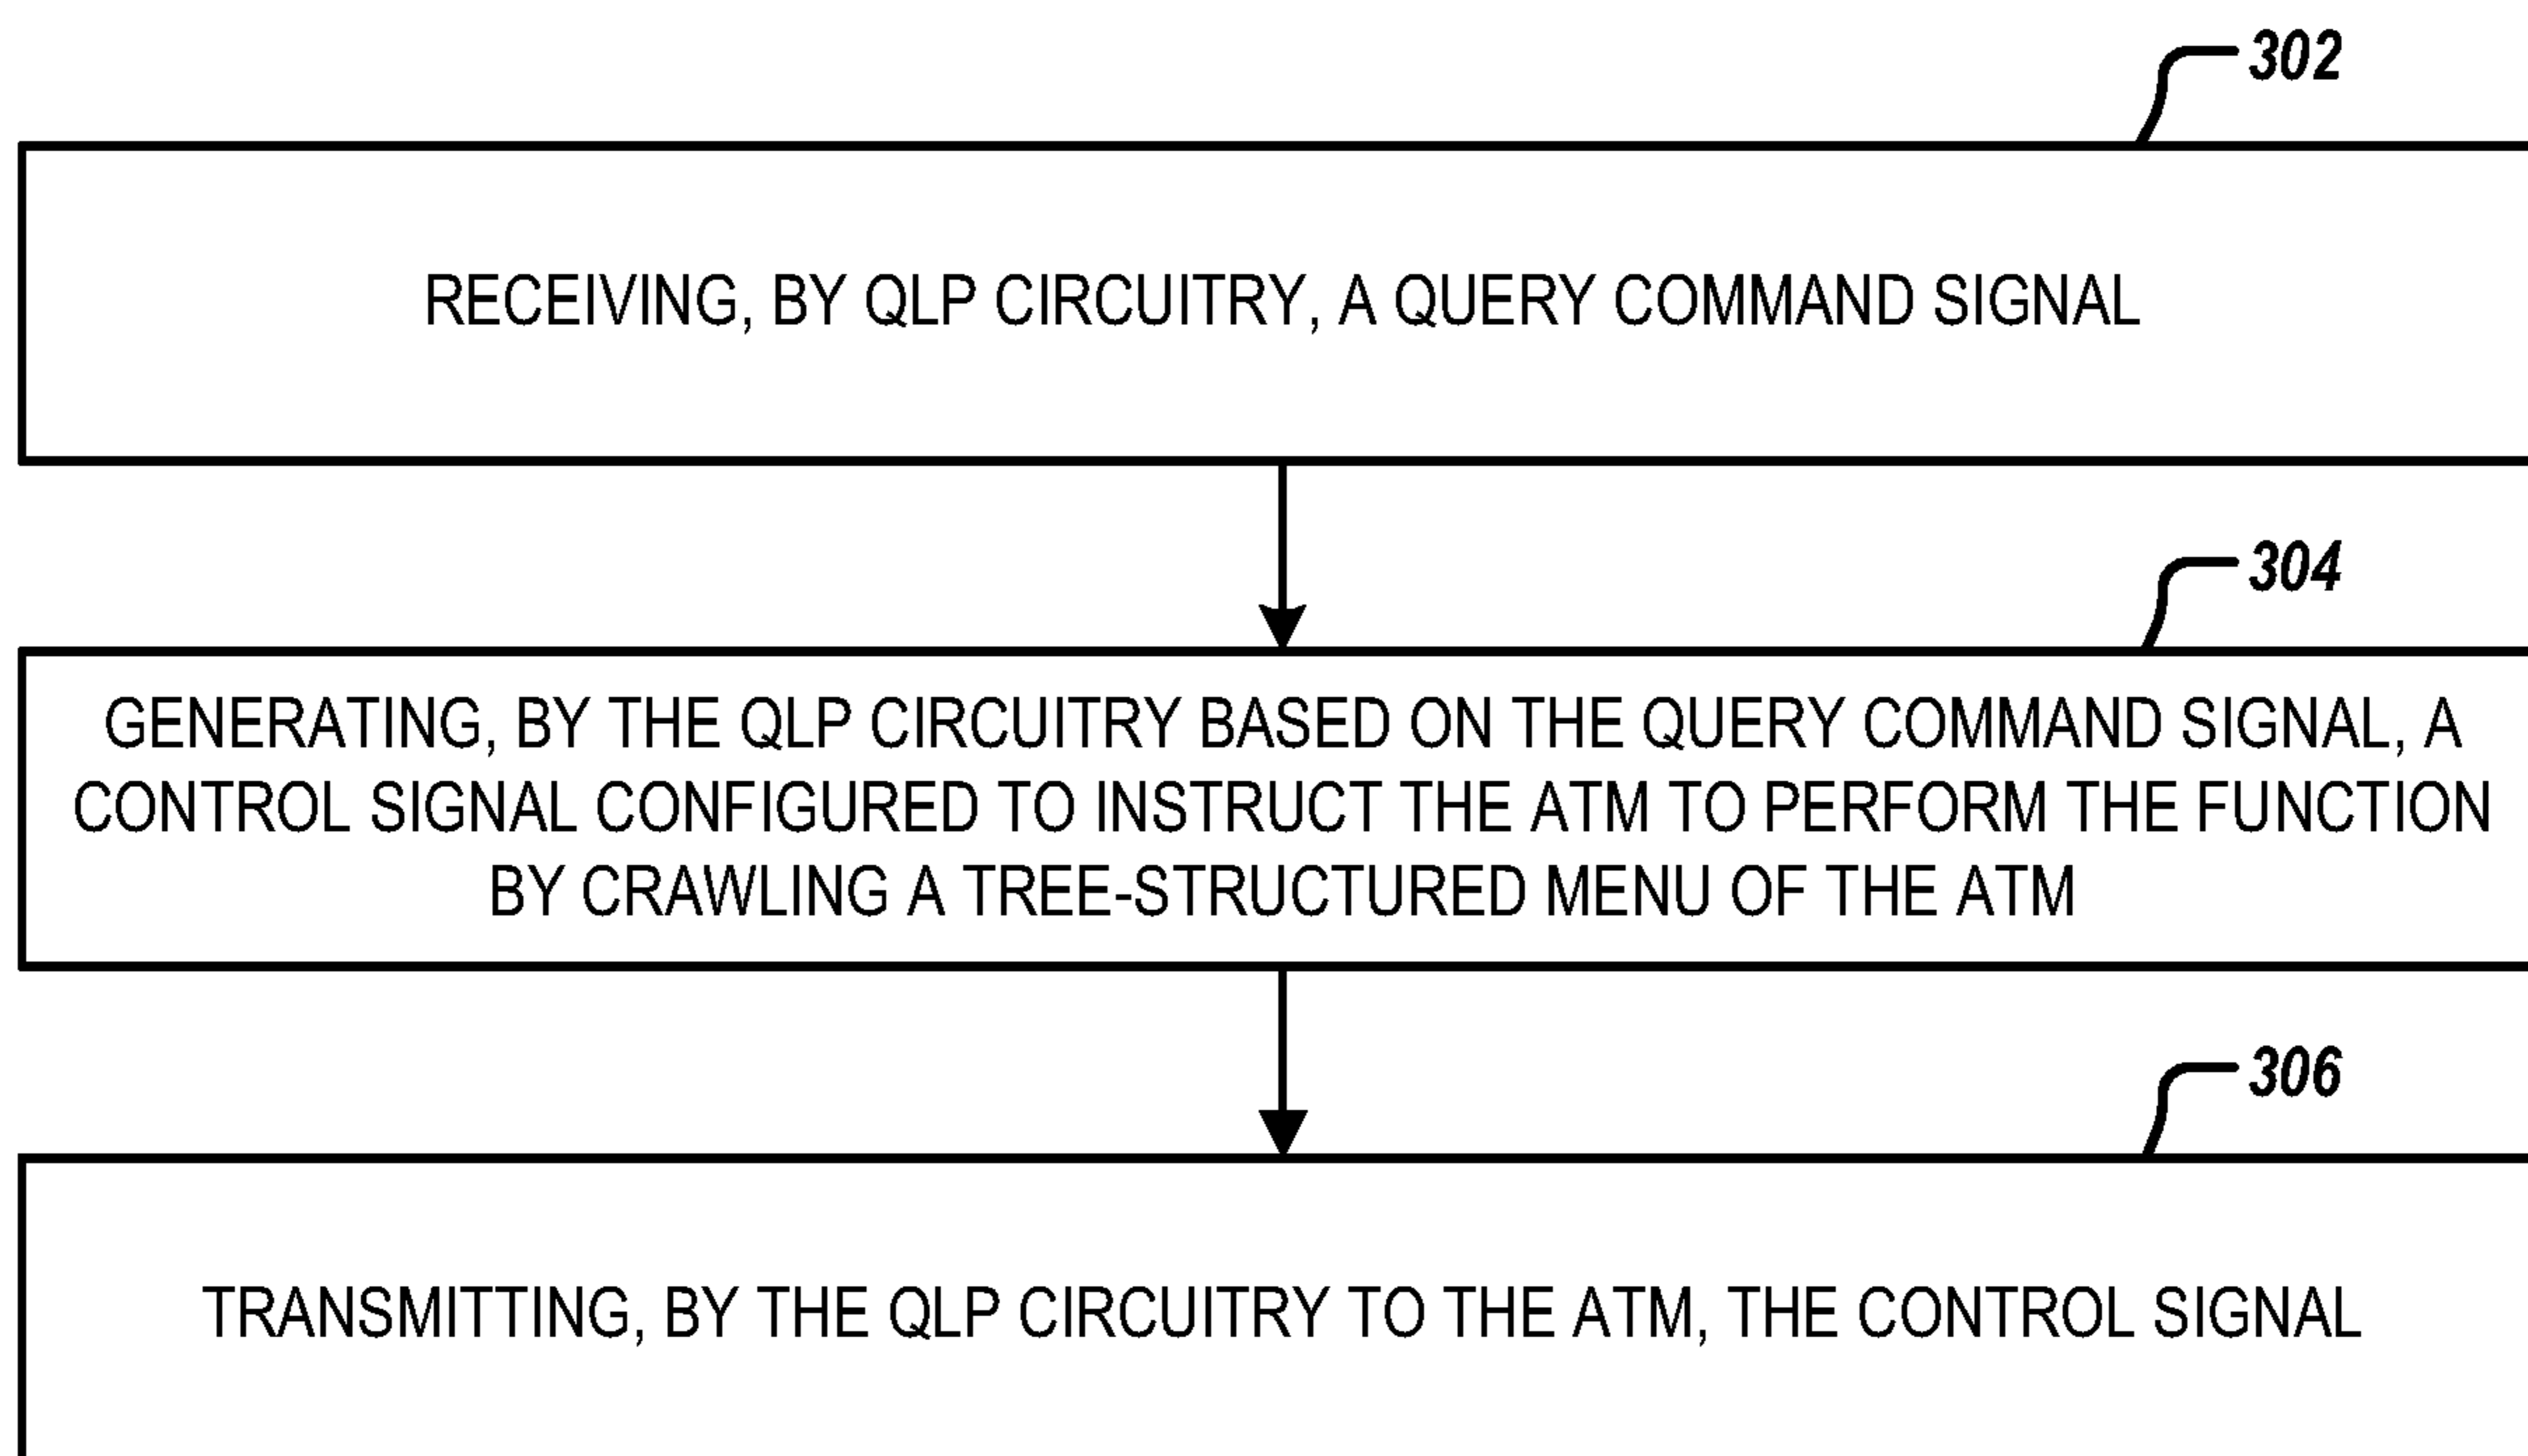 302
RECEIVING, BY QLP CIRCUITRY, A QUERY COMMAND SIGNAL
304
GENERATING, BY THE QLP CIRCUITRY BASED ON THE QUERY COMMAND SIGNAL, A
CONTROL SIGNAL CONFIGURED TO INSTRUCT THE ATM TO PERFORM THE FUNCTION
BY CRAWLING A TREE-STRUCTURED MENU OF THE ATM
306
TRANSMITTING, BY THE QLP CIRCUITRY TO THE ATM, THE CONTROL SIGNAL